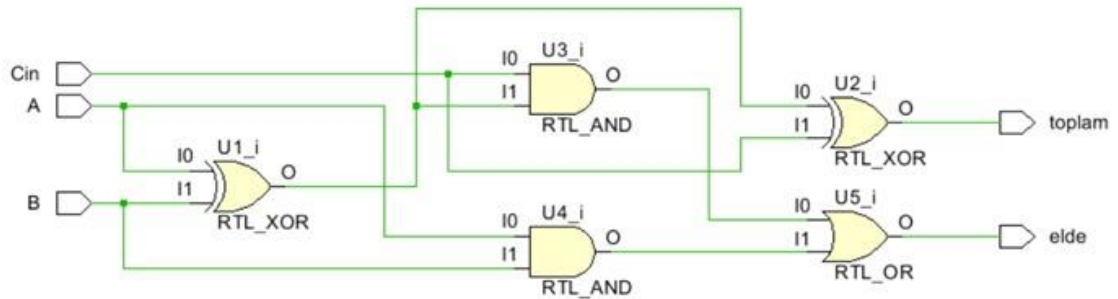 Cin
A
B
I0
I1
U1_i
O
RTL_XOR
I0
I1
U3_i
O
RTL_AND
I0
I1
U4_i
O
RTL_AND
I0
I1
U2_i
O
RTL_XOR
I0
I1
U5_i
O
RTL_OR
toplam
elde